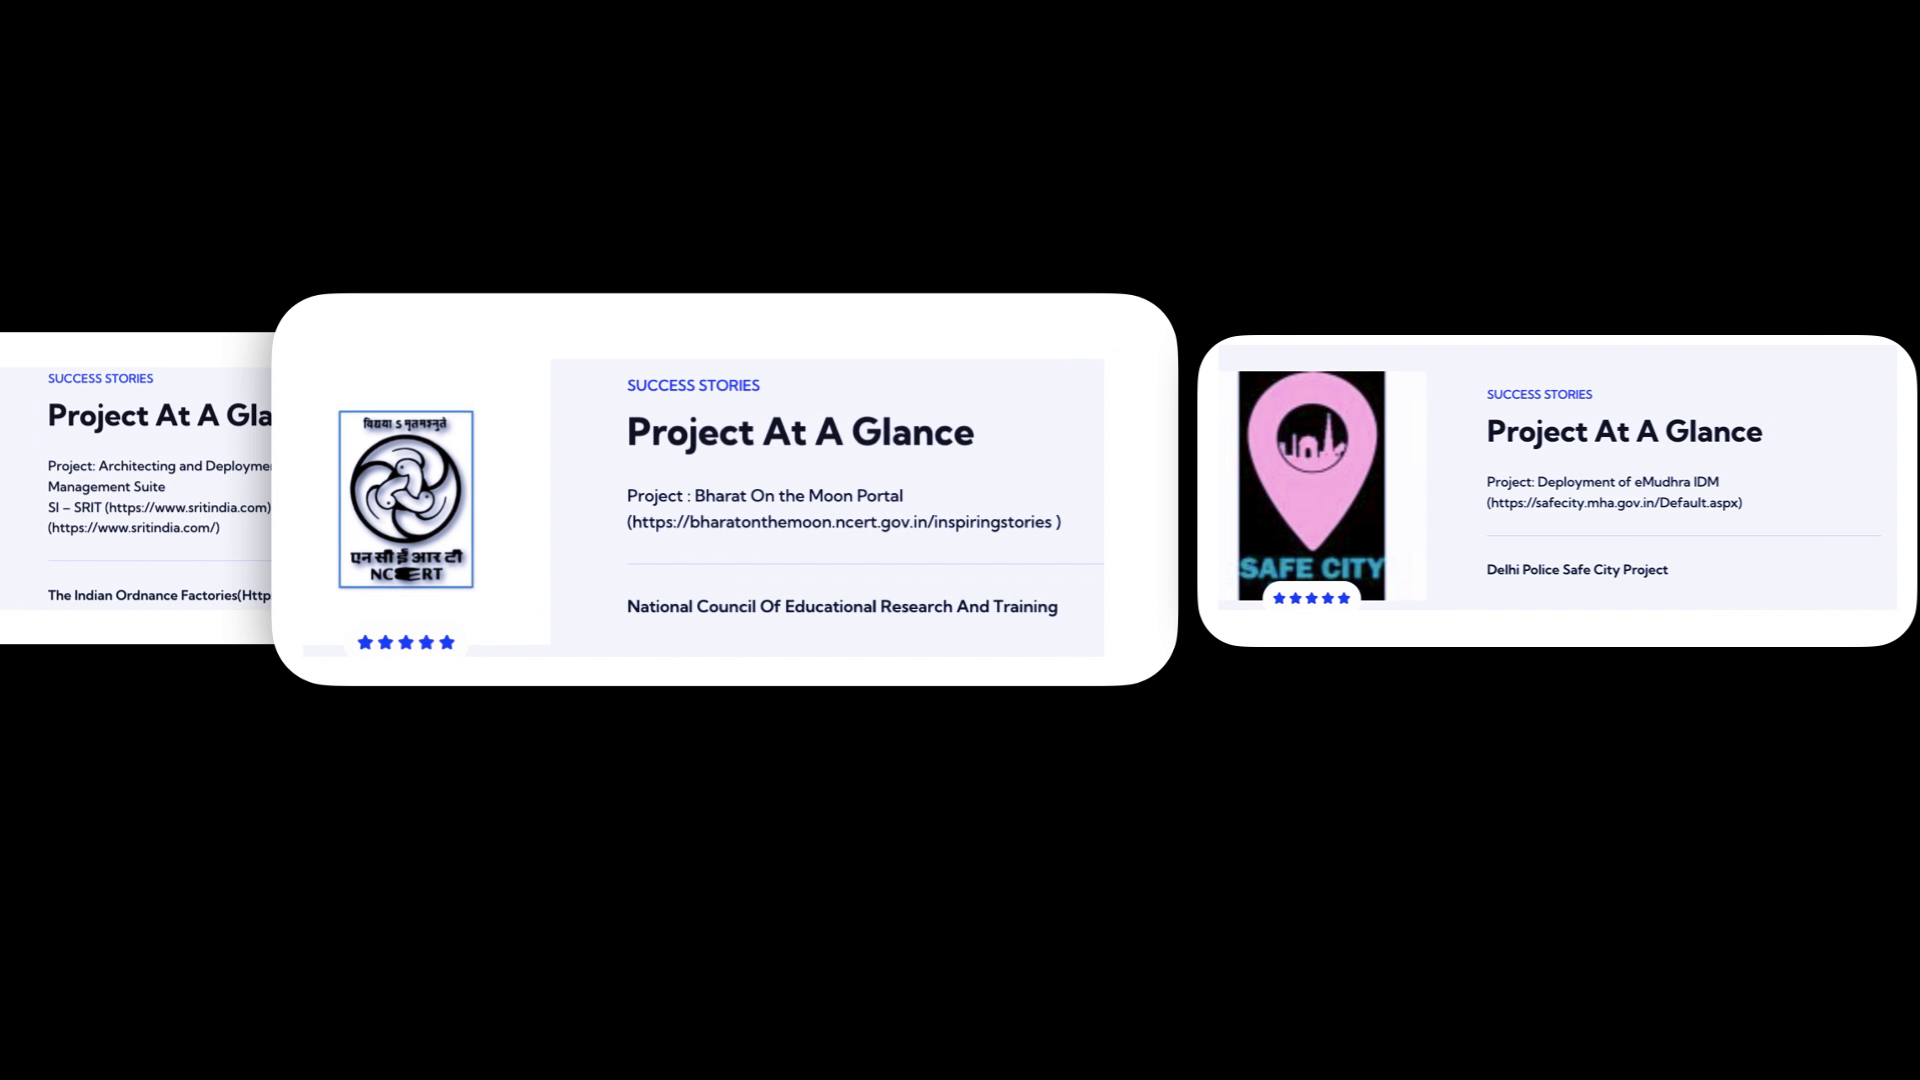 SUCCESS STORIES
Project At A Gla
Project: Architecting and Deployme
Management Suite
SI – SRIT (https://www.sritindia.com)
(https://www.sritindia.com/)
The Indian Ordnance Factories(Http
विद्यया ऽ मृतमश्नुते
एन सी ई आर टी
NCERT
SUCCESS STORIES
Project At A Glance
Project : Bharat On the Moon Portal
(https://bharatonthemoon.ncert.gov.in/inspiringstories )
National Council Of Educational Research And Training
SAFE CITY
SUCCESS STORIES
Project At A Glance
Project: Deployment of eMudhra IDM
(https://safecity.mha.gov.in/Default.aspx)
Delhi Police Safe City Project